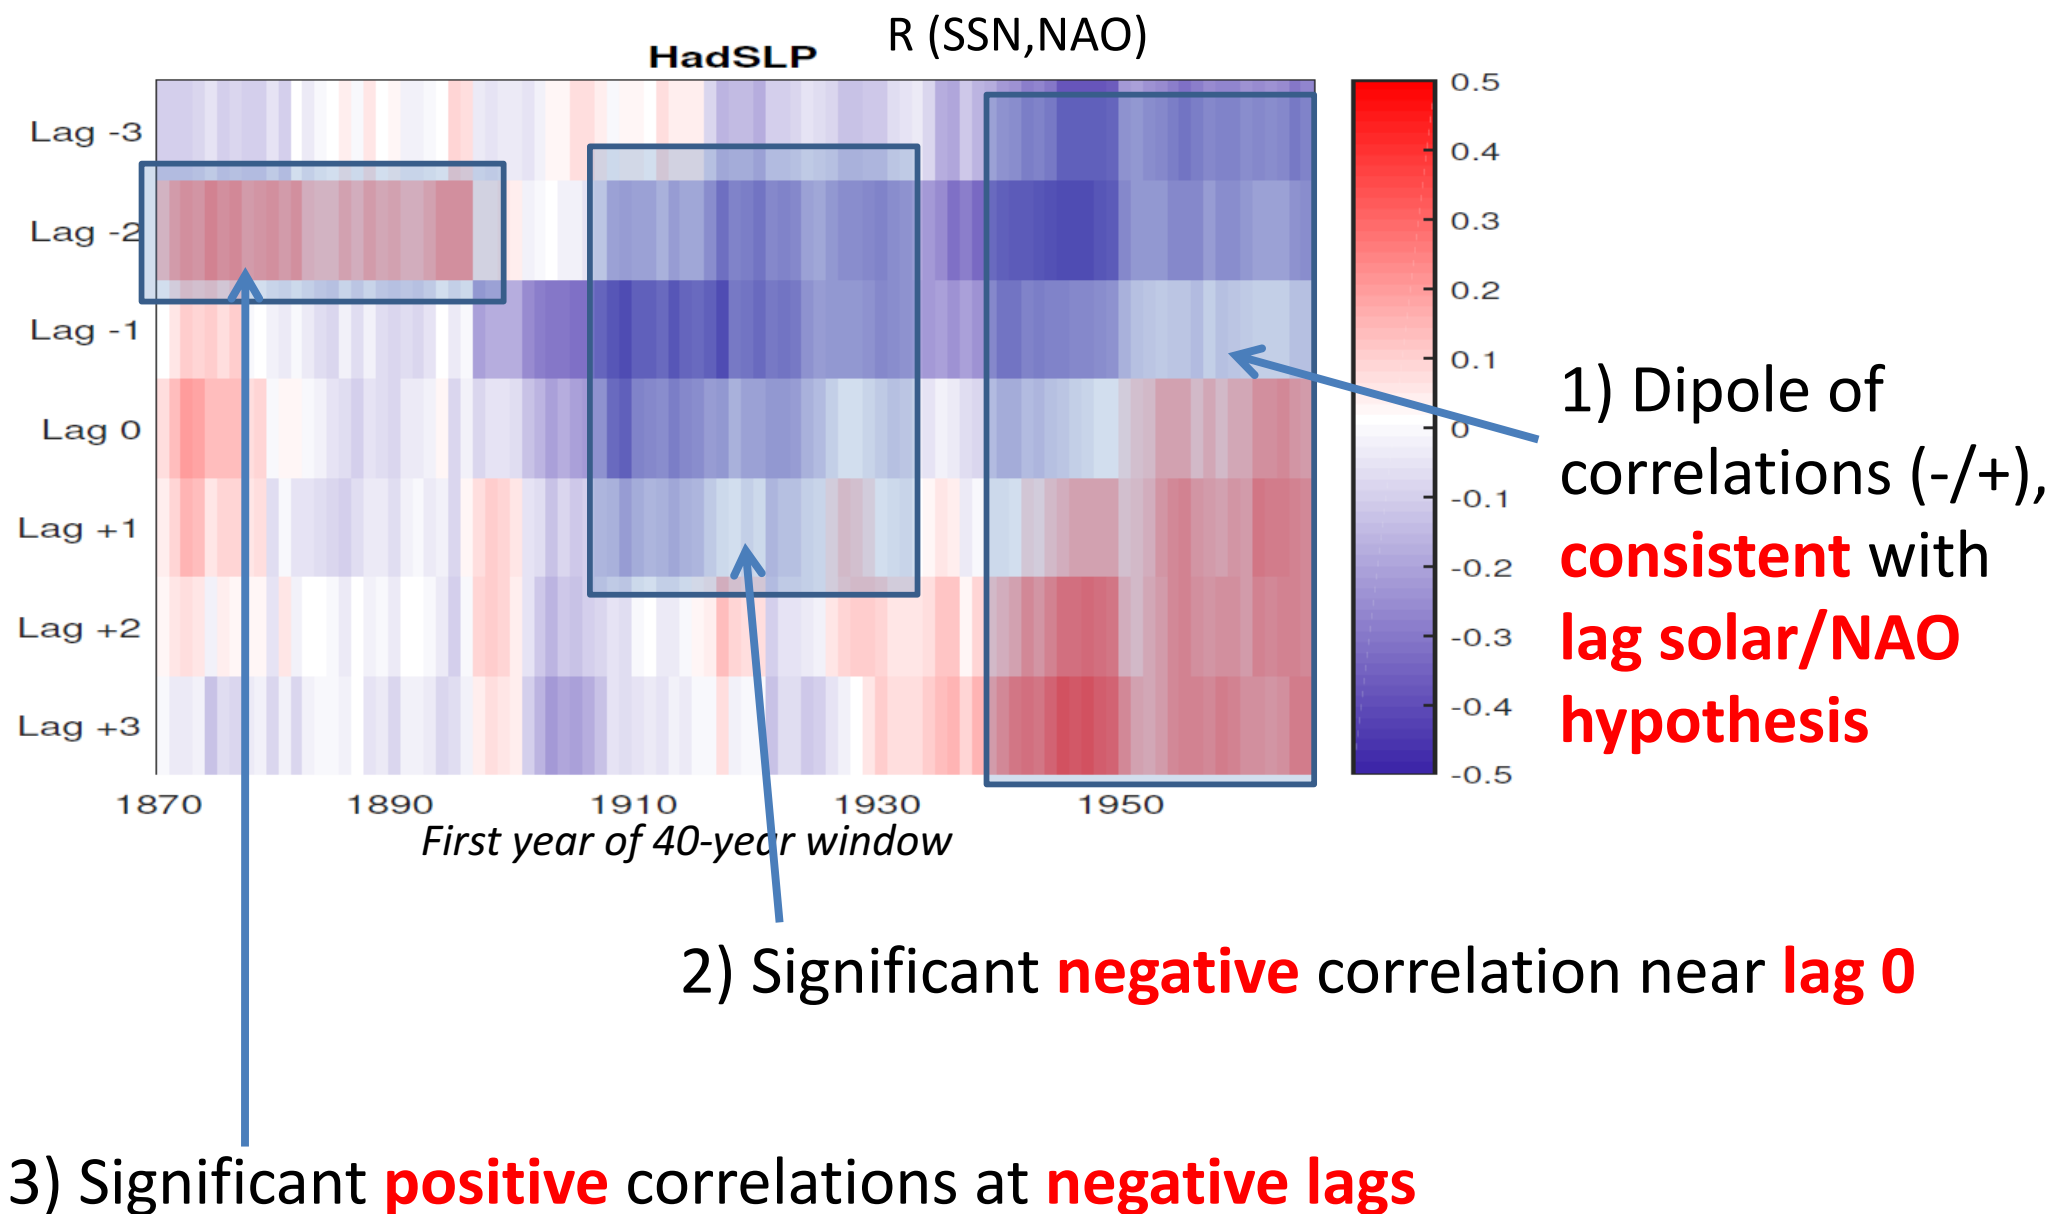 R (SSN,NAO)
HadSLP
Lag -3
Lag -2
Lag -1
Lag 0
Lag +1
Lag +2
Lag +3
1870 1890 1910 1930 1950
First year of 40-year window
0.5
0.4
0.3
0.2
0.1
0
-0.1
-0.2
-0.3
-0.4
-0.5
1) Dipole of
correlations (-/+),
consistent with
lag solar/NAO
hypothesis
2) Significant negative correlation near lag 0
3) Significant positive correlations at negative lags